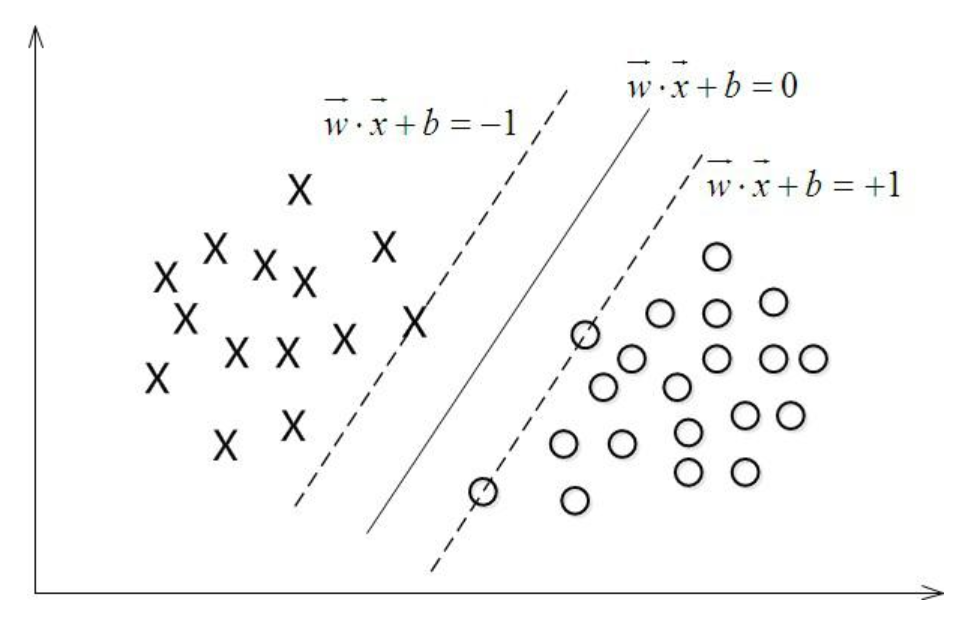 w⃗ · x⃗ + b = 0
w⃗ · x⃗ + b = −1
w⃗ · x⃗ + b = +1
X
X
X
X
X
X
X
X
X
X
X
X
X
X